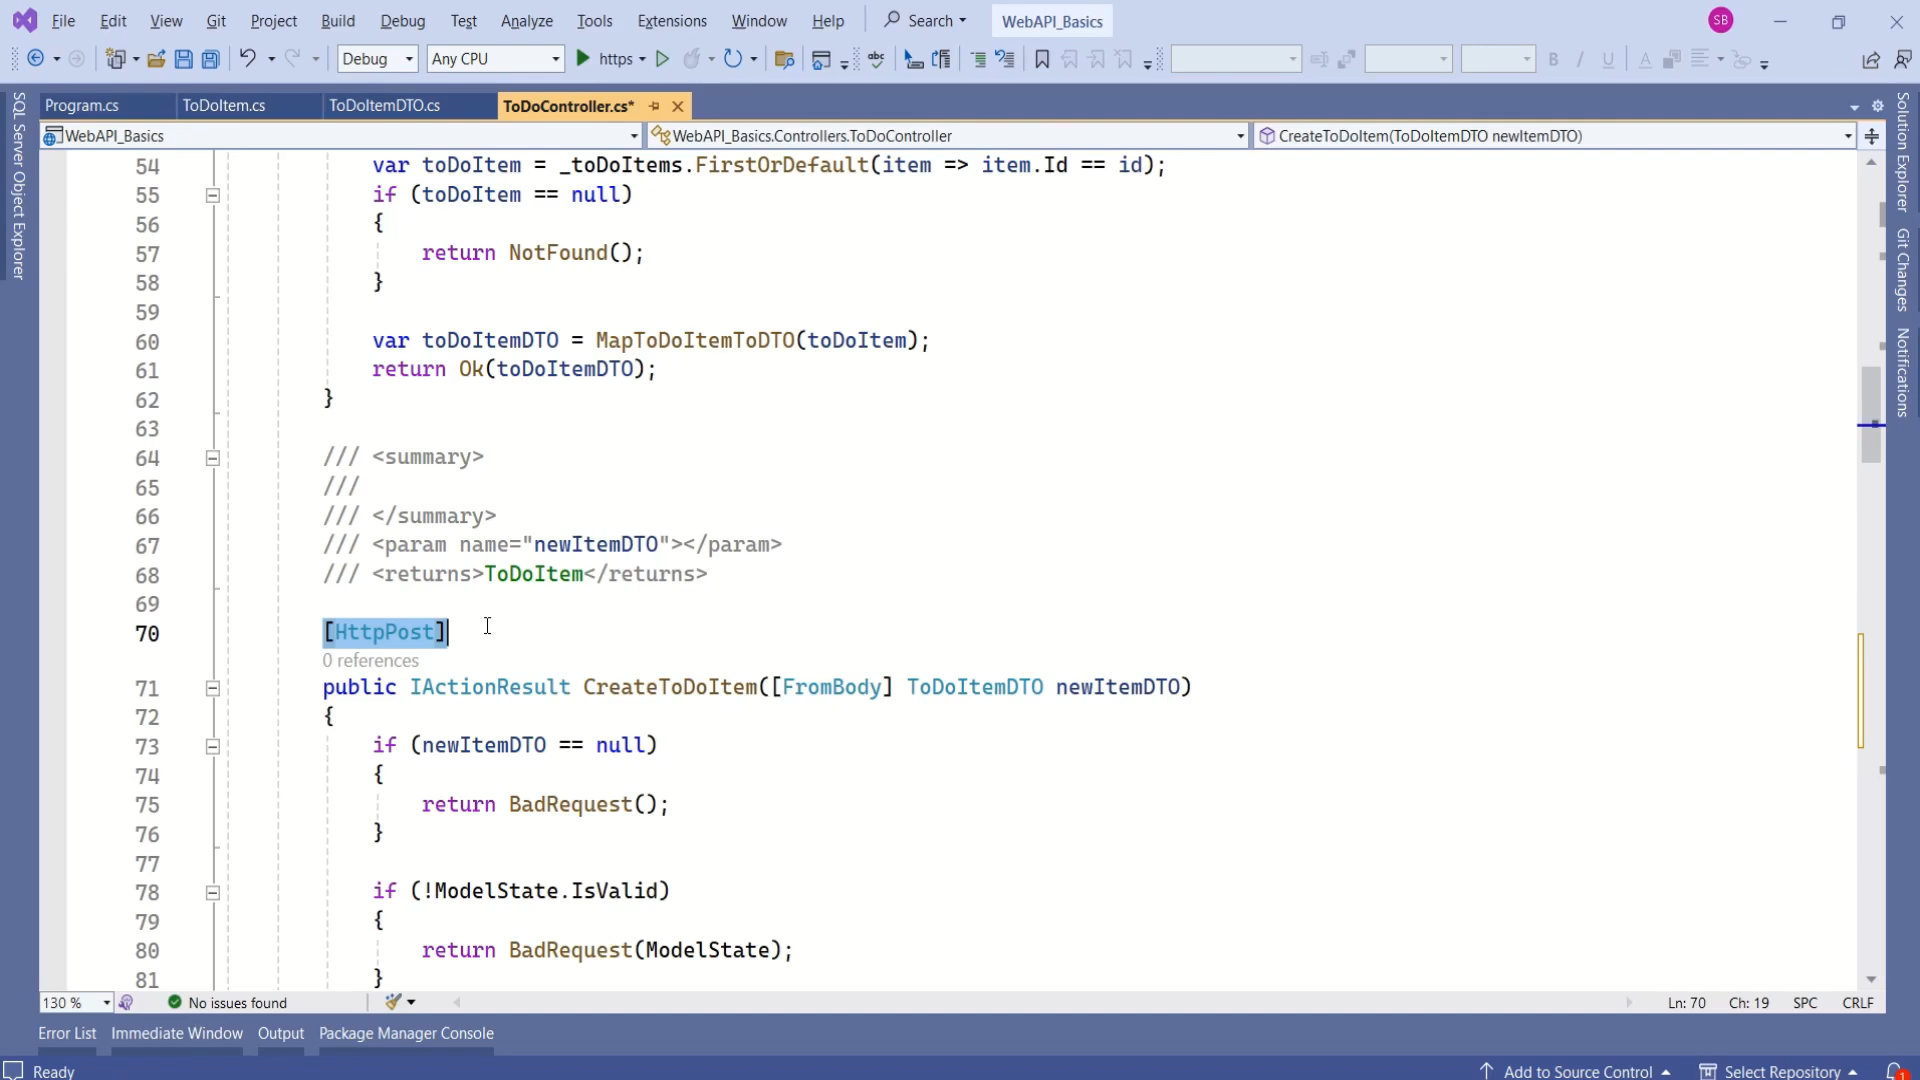 File Edit View Git Project Build Debug Test Analyze Tools Extensions Window Help Search WebAPI_Basics SB
Debug Any CPU https
Program.cs ToDoItem.cs ToDoItemDTO.cs ToDoController.cs*
WebAPI_Basics WebAPI_Basics.Controllers.ToDoController CreateToDoItem(ToDoItemDTO newItemDTO)
SQL Server Object Explorer
Solution Explorer
Git Changes
Notifications
54 var toDoItem = _toDoItems.FirstOrDefault(item => item.Id == id);
55 if (toDoItem == null)
56 {
57 return NotFound();
58 }
59
60 var toDoItemDTO = MapToDoItemToDTO(toDoItem);
61 return Ok(toDoItemDTO);
62 }
63
64 /// <summary>
65 ///
66 /// </summary>
67 /// <param name="newItemDTO"></param>
68 /// <returns>ToDoItem</returns>
69
70 [HttpPost]
0 references
71 public IActionResult CreateToDoItem([FromBody] ToDoItemDTO newItemDTO)
72 {
73 if (newItemDTO == null)
74 {
75 return BadRequest();
76 }
77
78 if (!ModelState.IsValid)
79 {
80 return BadRequest(ModelState);
81 }
130 % No issues found Ln: 70 Ch: 19 SPC CRLF
Error List Immediate Window Output Package Manager Console
Ready Add to Source Control Select Repository 1